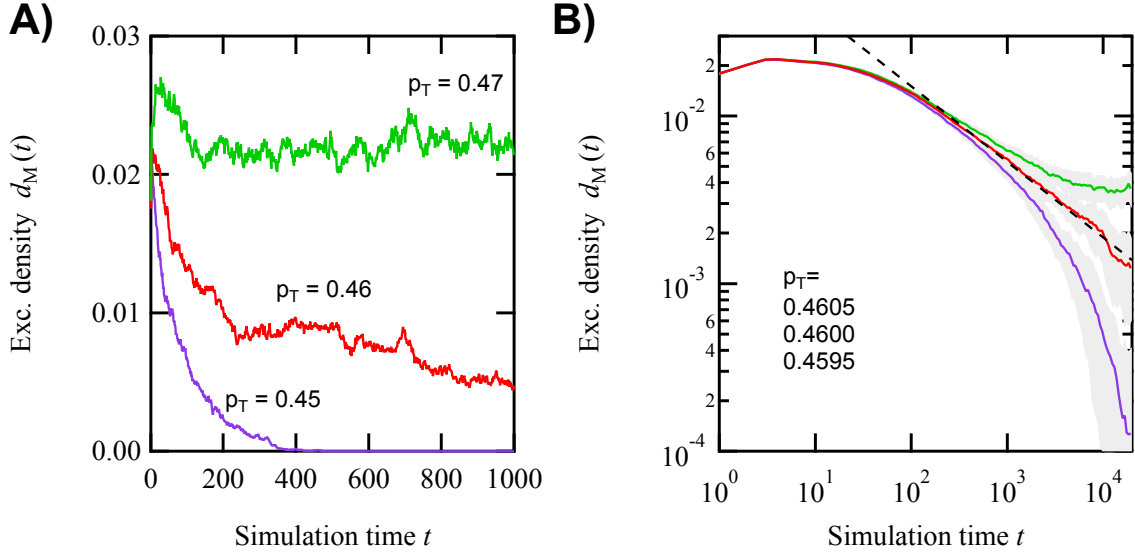 A)
0.03
0.02
0.01
0.00
Exc. density d_M(t)
p_T = 0.47
p_T = 0.46
p_T = 0.45
0 200 400 600 800 1000
Simulation time t
B)
2
10^-2
6
4
2
10^-3
6
4
2
10^-4
Exc. density d_M(t)
p_T=
0.4605
0.4600
0.4595
10^0 10^1 10^2 10^3 10^4
Simulation time t